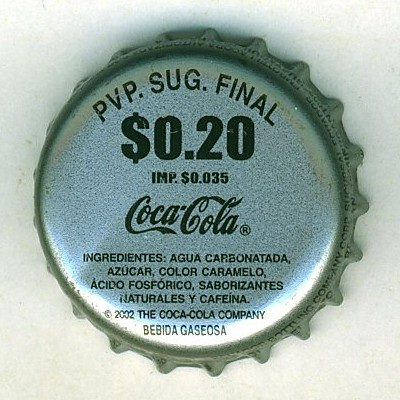 PVP. SUG. FINAL
$0.20
IMP. $0.035
Coca-Cola®
INGREDIENTES: AGUA CARBONATADA,
AZÚCAR, COLOR CARAMELO,
ÁCIDO FOSFÓRICO, SABORIZANTES
NATURALES Y CAFEÍNA.
© 2002 THE COCA-COLA COMPANY
BEBIDA GASEOSA